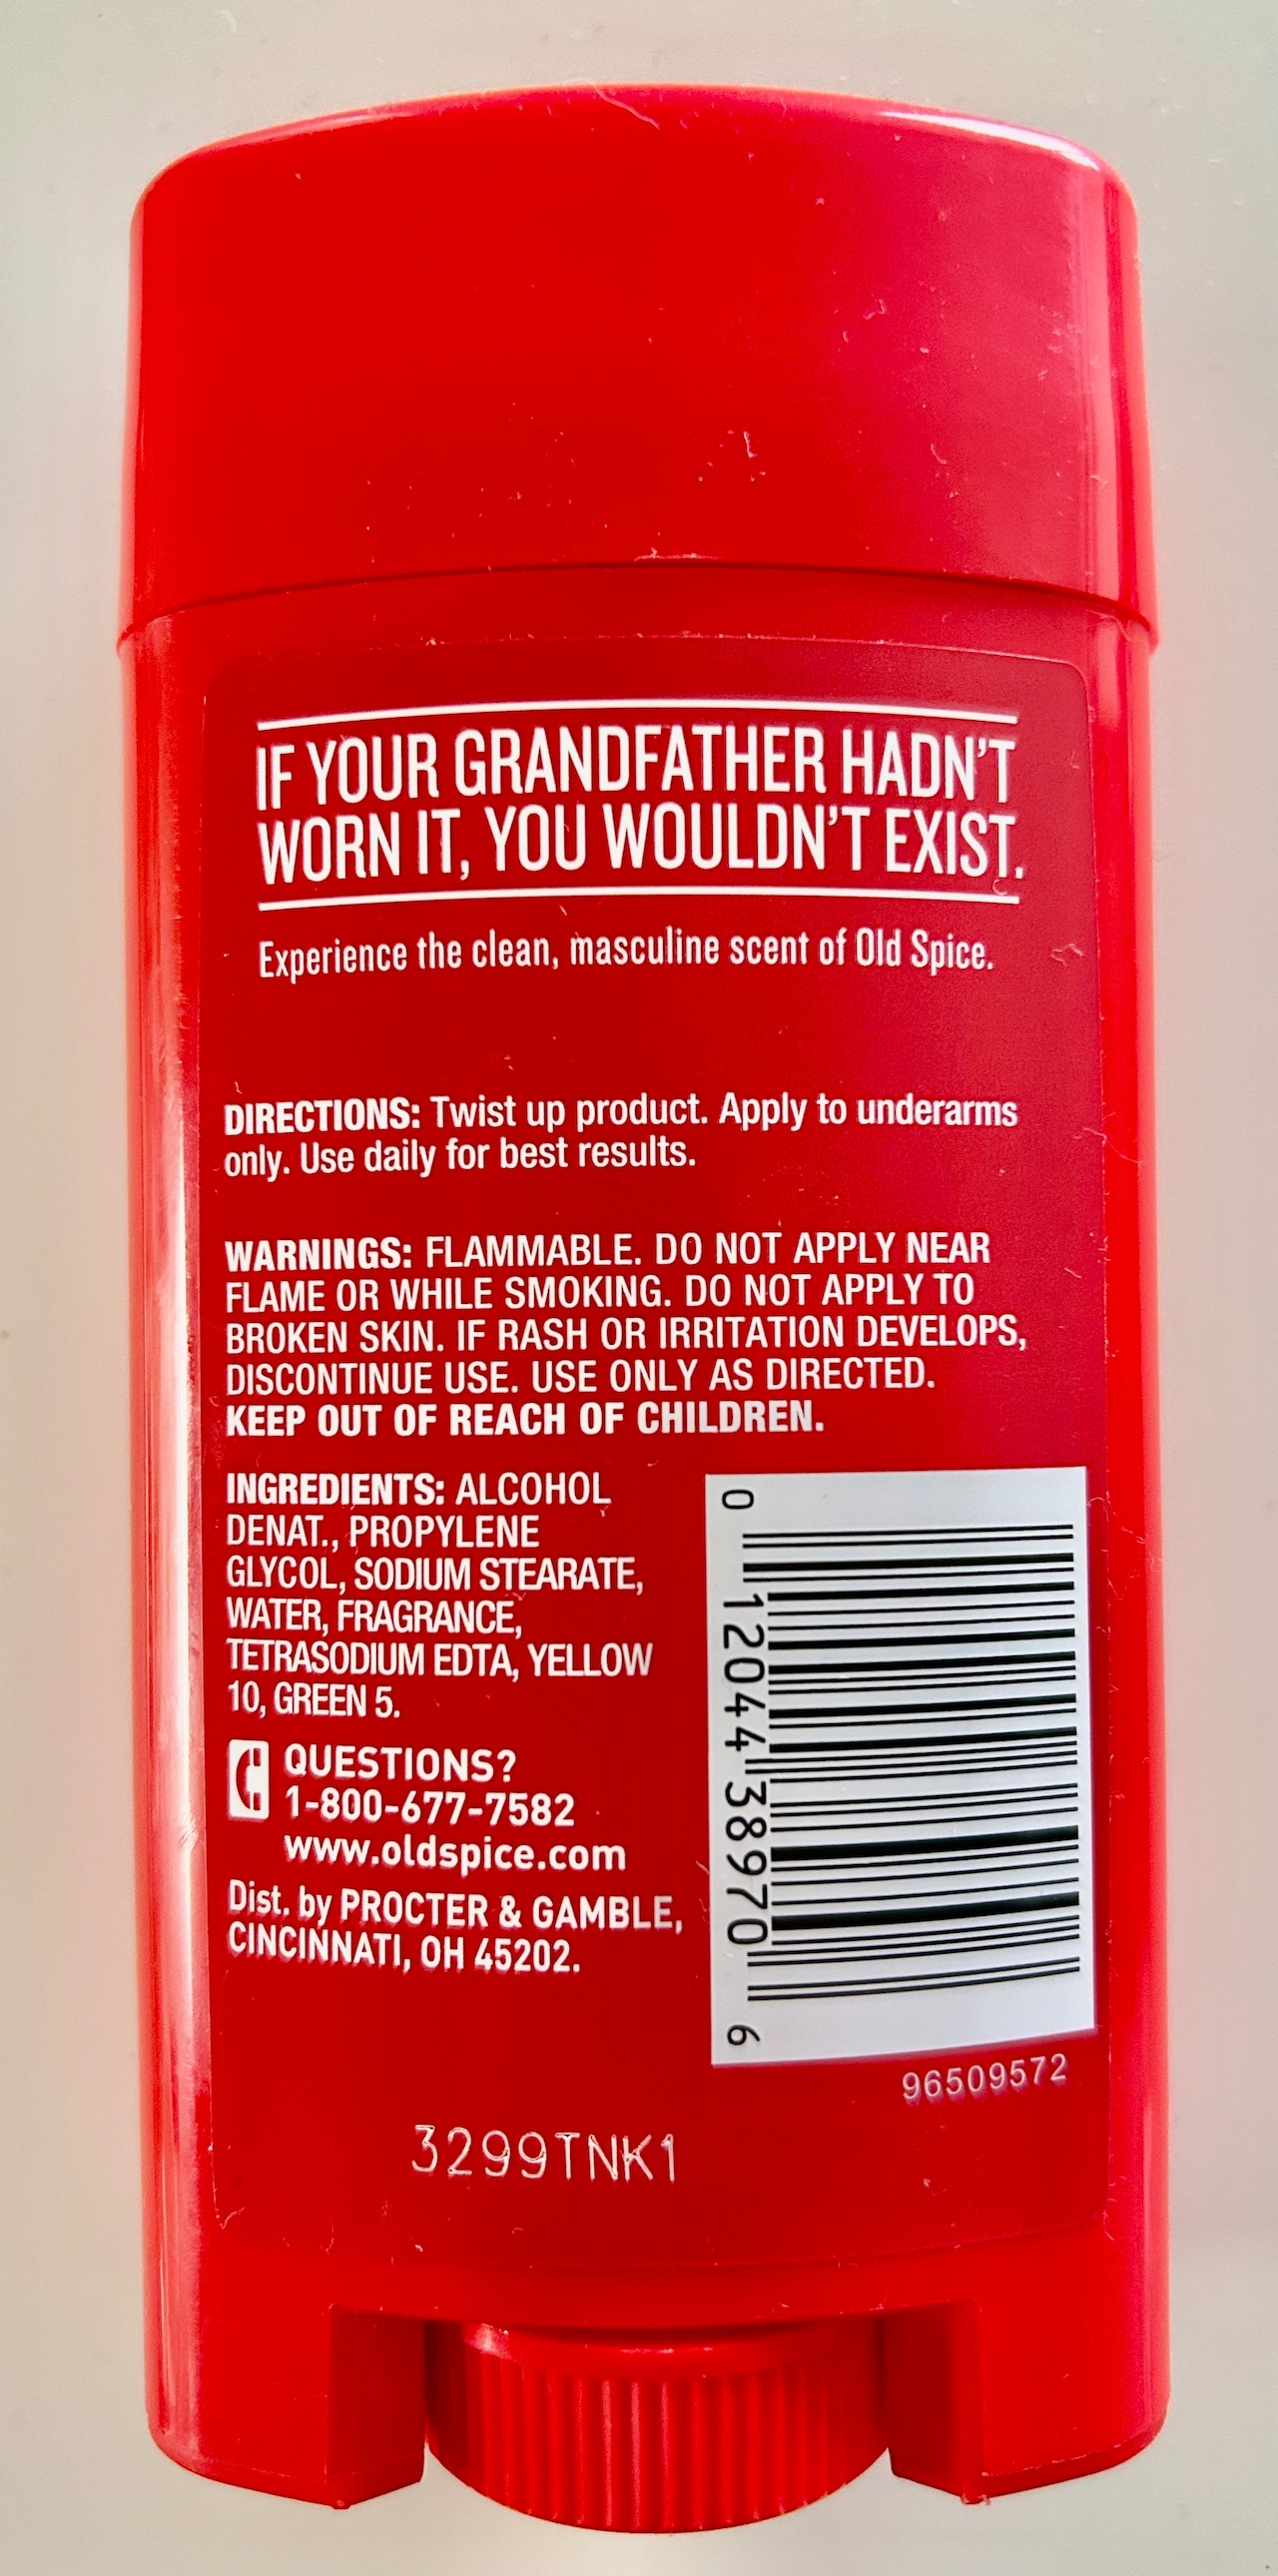 IF YOUR GRANDFATHER HADN'T
WORN IT, YOU WOULDN'T EXIST.
Experience the clean, masculine scent of Old Spice.
DIRECTIONS: Twist up product. Apply to underarms
only. Use daily for best results.
WARNINGS: FLAMMABLE. DO NOT APPLY NEAR
FLAME OR WHILE SMOKING. DO NOT APPLY TO
BROKEN SKIN. IF RASH OR IRRITATION DEVELOPS,
DISCONTINUE USE. USE ONLY AS DIRECTED.
KEEP OUT OF REACH OF CHILDREN.
INGREDIENTS: ALCOHOL
DENAT., PROPYLENE
GLYCOL, SODIUM STEARATE,
WATER, FRAGRANCE,
TETRASODIUM EDTA, YELLOW
10, GREEN 5.
QUESTIONS?
1-800-677-7582
www.oldspice.com
Dist. by PROCTER & GAMBLE,
CINCINNATI, OH 45202.
0 12044 38970 6
96509572
3299TNK1